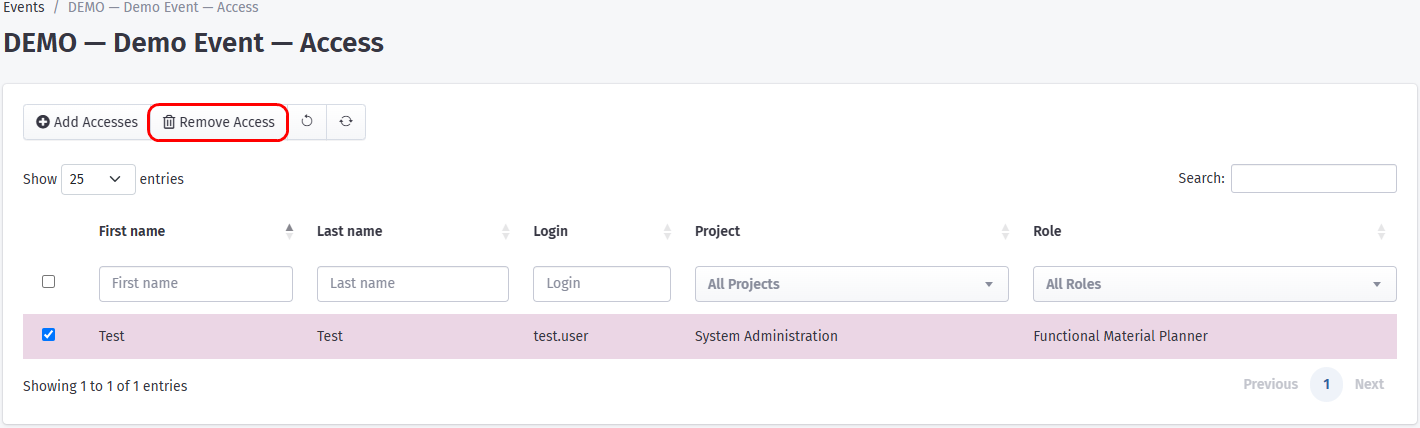 Events / DEMO — Demo Event — Access
DEMO — Demo Event — Access
Add Accesses Remove Access
Show 25 entries Search:
First name Last name Login Project Role
First name Last name Login All Projects All Roles
Test Test test.user System Administration Functional Material Planner
Showing 1 to 1 of 1 entries Previous 1 Next